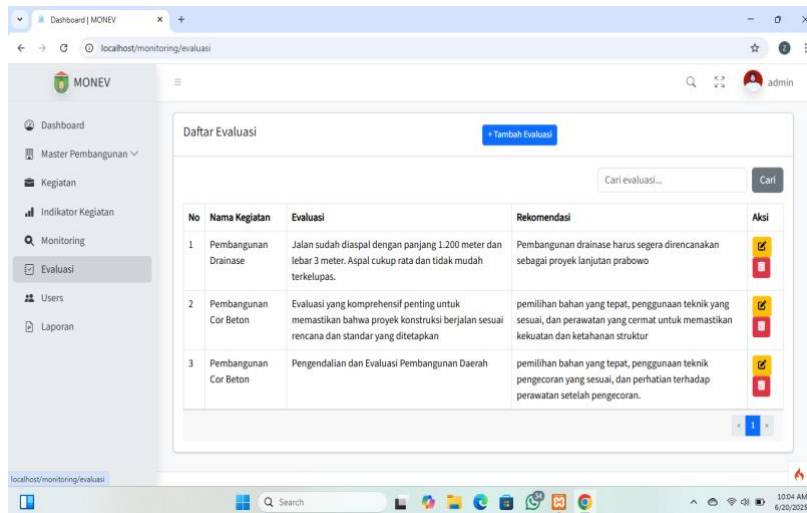 Dashboard | MONEV
localhost/monitoring/evaluasi
MONEV
admin
Dashboard
Master Pembangunan
Kegiatan
Indikator Kegiatan
Monitoring
Evaluasi
Users
Laporan
Daftar Evaluasi
+ Tambah Evaluasi
Cari evaluasi...
Cari
No Nama Kegiatan Evaluasi Rekomendasi Aksi
1 Pembangunan Drainase
Jalan sudah diaspal dengan panjang 1.200 meter dan
lebar 3 meter. Aspal cukup rata dan tidak mudah
terkelupas.
Pembangunan drainase harus segera direncanakan
sebagai proyek lanjutan prabowo
2 Pembangunan
Cor Beton
Evaluasi yang komprehensif penting untuk
memastikan bahwa proyek konstruksi berjalan sesuai
rencana dan standar yang ditetapkan
pemilihan bahan yang tepat, penggunaan teknik yang
sesuai, dan perawatan yang cermat untuk memastikan
kekuatan dan ketahanan struktur
3 Pembangunan
Cor Beton
Pengendalian dan Evaluasi Pembangunan Daerah
pemilihan bahan yang tepat, penggunaan teknik
pengecoran yang sesuai, dan perhatian terhadap
perawatan setelah pengecoran.
« 1 »
localhost/monitoring/evaluasi
Search
10:04 AM